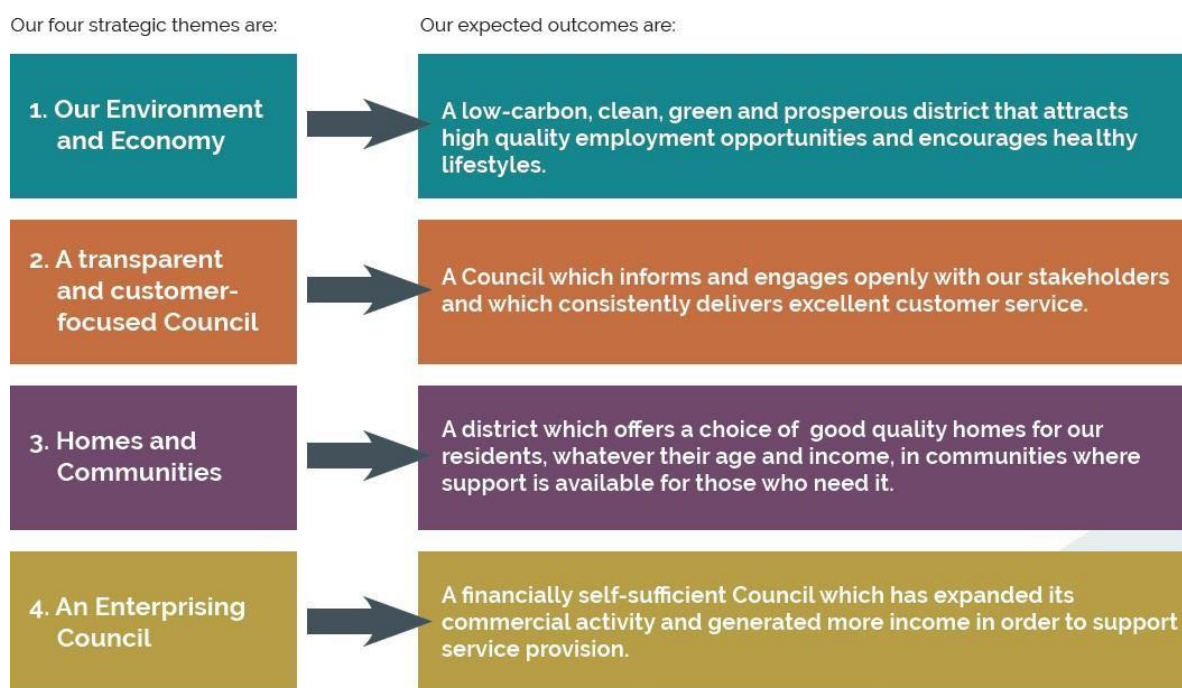 Our four strategic themes are:
Our expected outcomes are:
1. Our Environment
and Economy
A low-carbon, clean, green and prosperous district that attracts
high quality employment opportunities and encourages healthy
lifestyles.
2. A transparent
and customer-
focused Council
A Council which informs and engages openly with our stakeholders
and which consistently delivers excellent customer service.
3. Homes and
Communities
A district which offers a choice of good quality homes for our
residents, whatever their age and income, in communities where
support is available for those who need it.
4. An Enterprising
Council
A financially self-sufficient Council which has expanded its
commercial activity and generated more income in order to support
service provision.